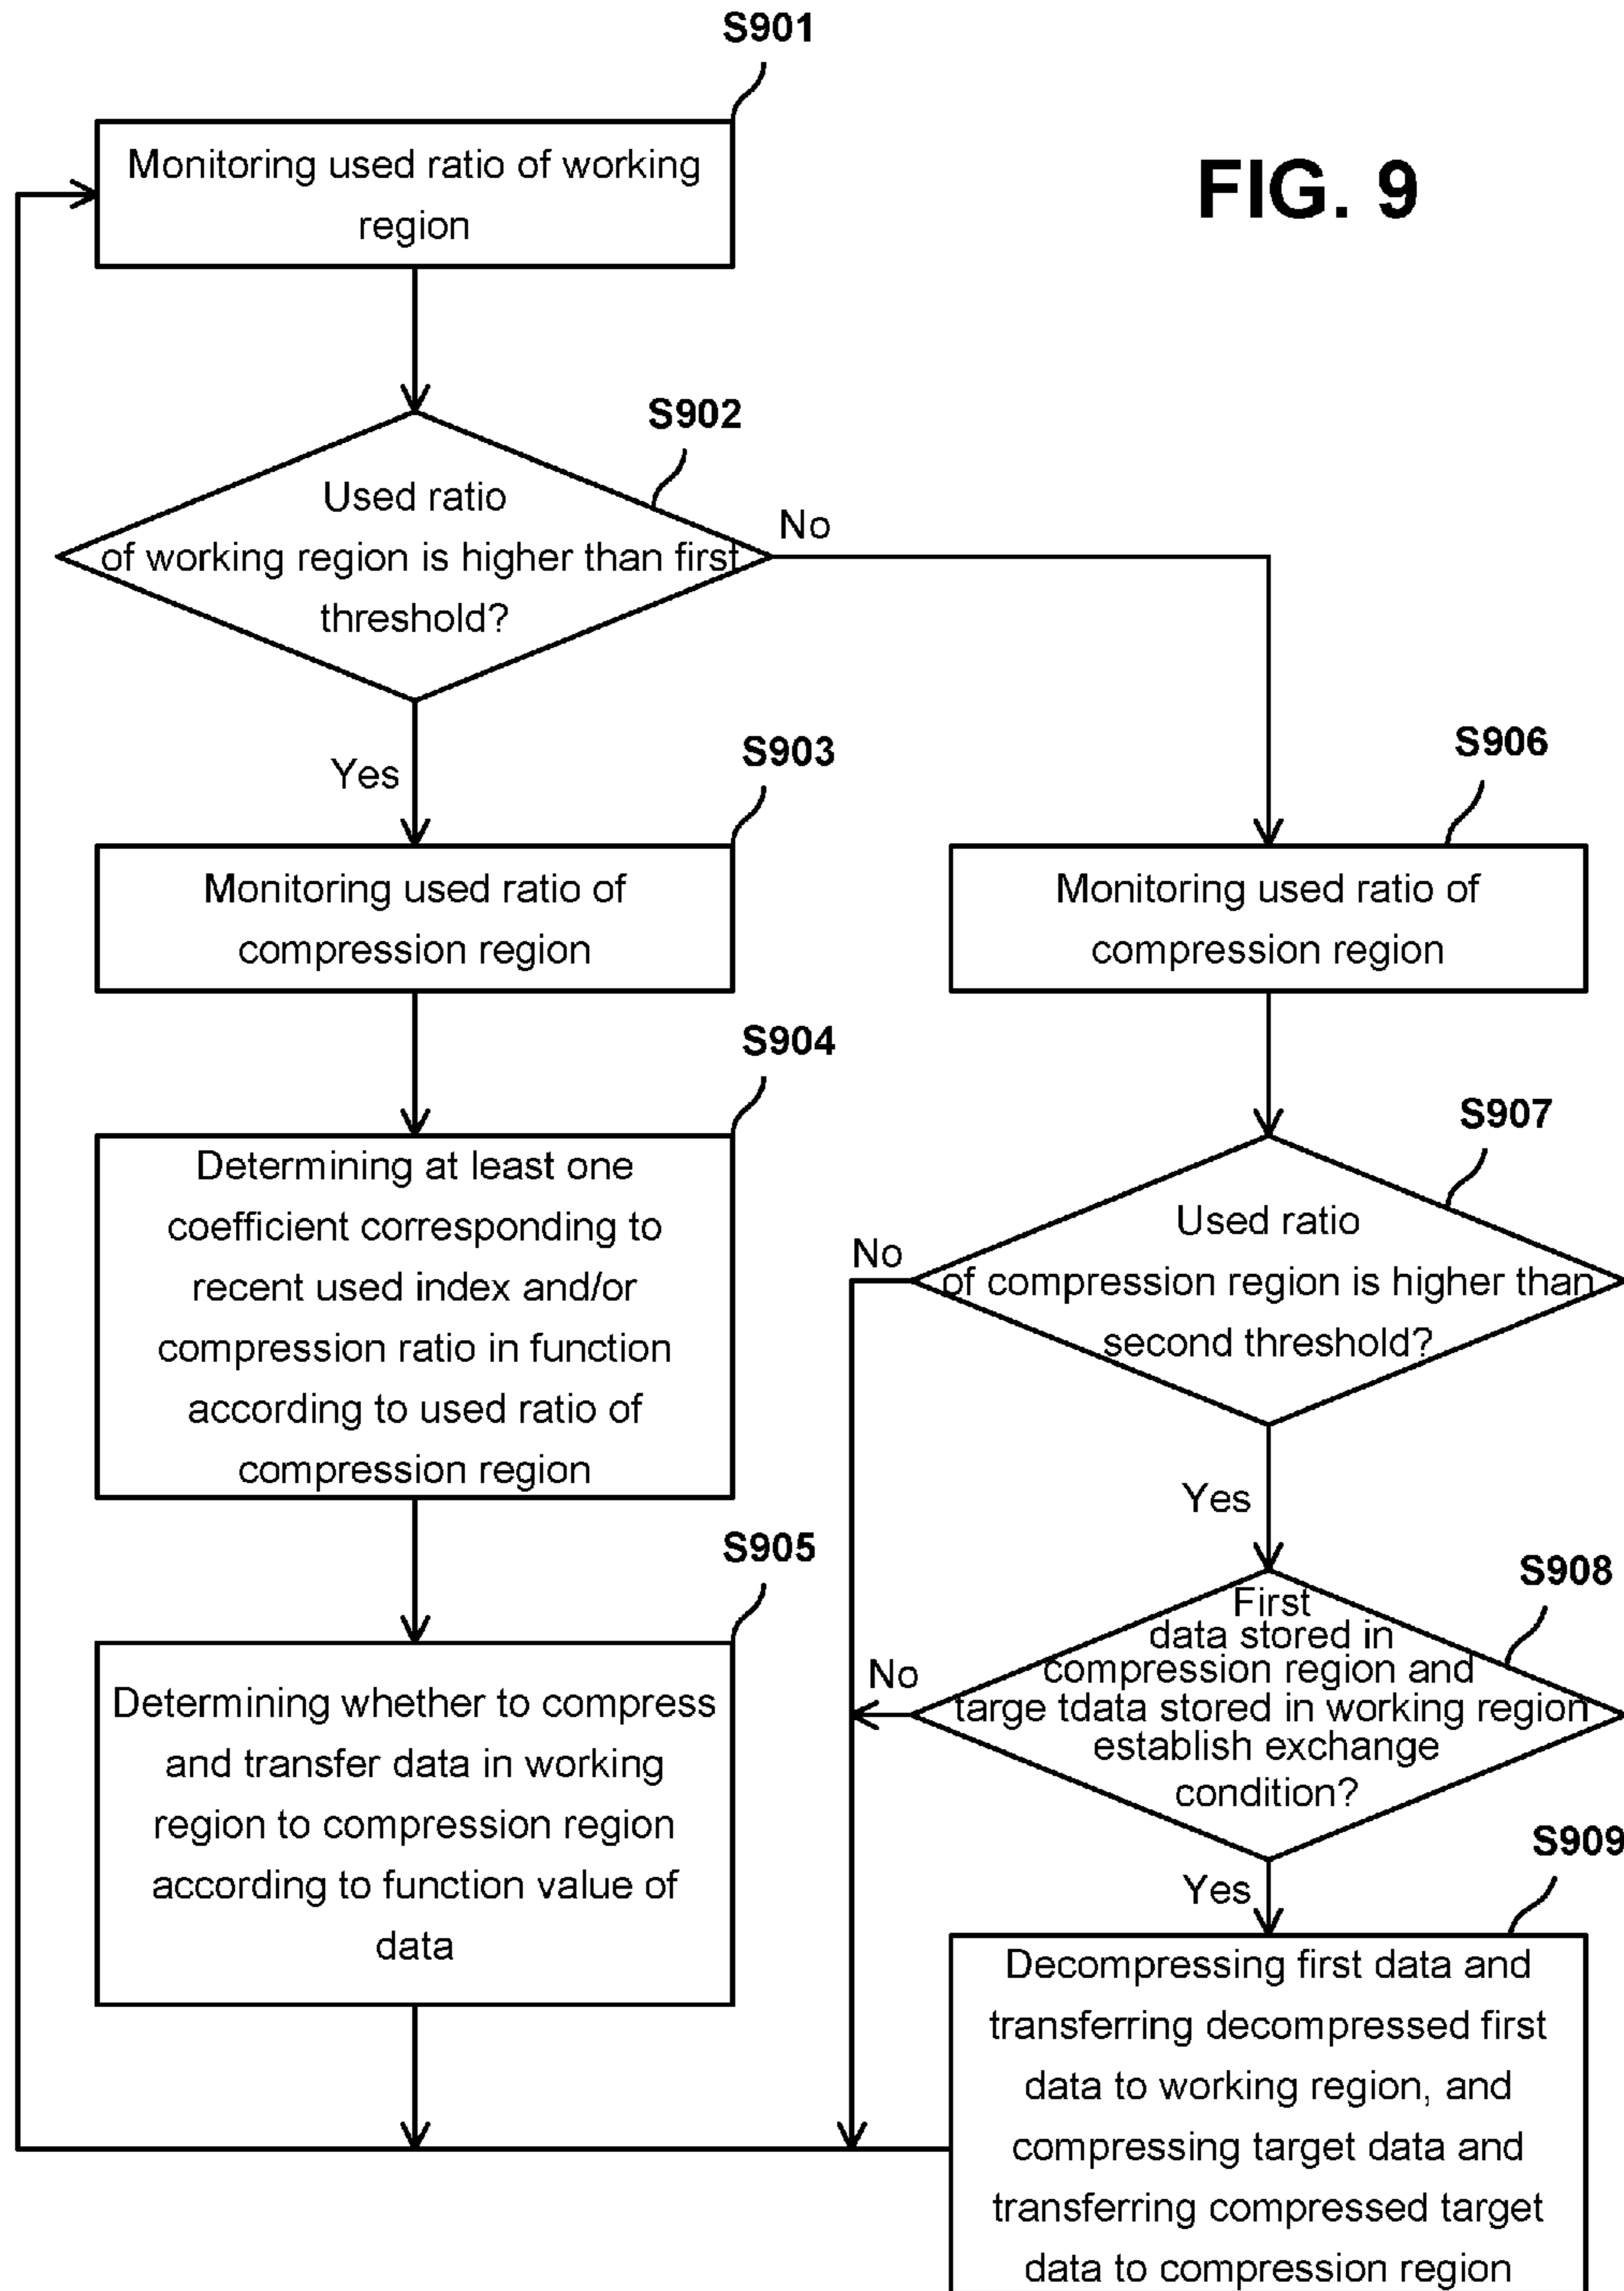 S901
Monitoring used ratio of working
region
FIG. 9
S902
Used ratio
of working region is higher than first
threshold?
No
Yes
S903
Monitoring used ratio of
compression region
S904
Determining at least one
coefficient corresponding to
recent used index and/or
compression ratio in function
according to used ratio of
compression region
S905
Determining whether to compress
and transfer data in working
region to compression region
according to function value of
data
S906
Monitoring used ratio of
compression region
S907
Used ratio
of compression region is higher than
second threshold?
No
Yes
S908
First
data stored in
compression region and
targe tdata stored in working region
establish exchange
condition?
No
Yes
S909
Decompressing first data and
transferring decompressed first
data to working region, and
compressing target data and
transferring compressed target
data to compression region